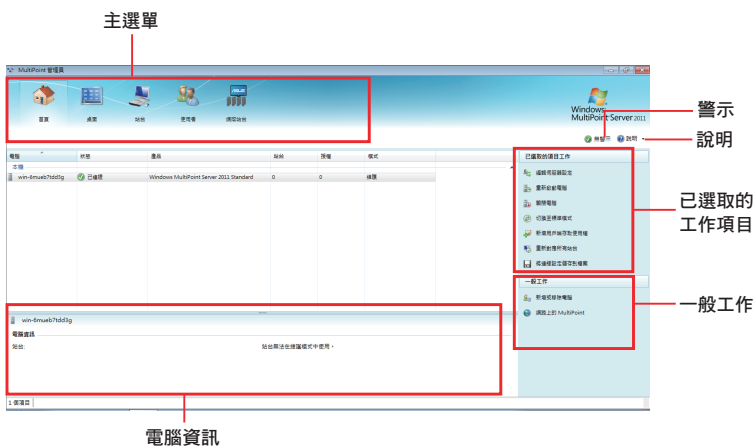 主選單
MultiPoint 管理員
首頁
桌面
站台
使用者
網路站台
Windows
MultiPoint Server 2011
警示
無警示
說明
說明
電腦 狀態 產品 站台 授權 模式
本機
win-6mueb7tdd3g 已連線 Windows MultiPoint Server 2011 Standard 0 0 維護
已選取的項目工作
編輯伺服器設定
重新啟動電腦
關閉電腦
切換至標準模式
新增用戶端存取使用權
重新對應所有站台
將連線設定儲存到檔案
已選取的
工作項目
一般工作
新增或移除電腦
網路上的 MultiPoint
一般工作
win-6mueb7tdd3g
電腦資訊
站台:
站台無法在維護模式中使用。
1 個項目
電腦資訊